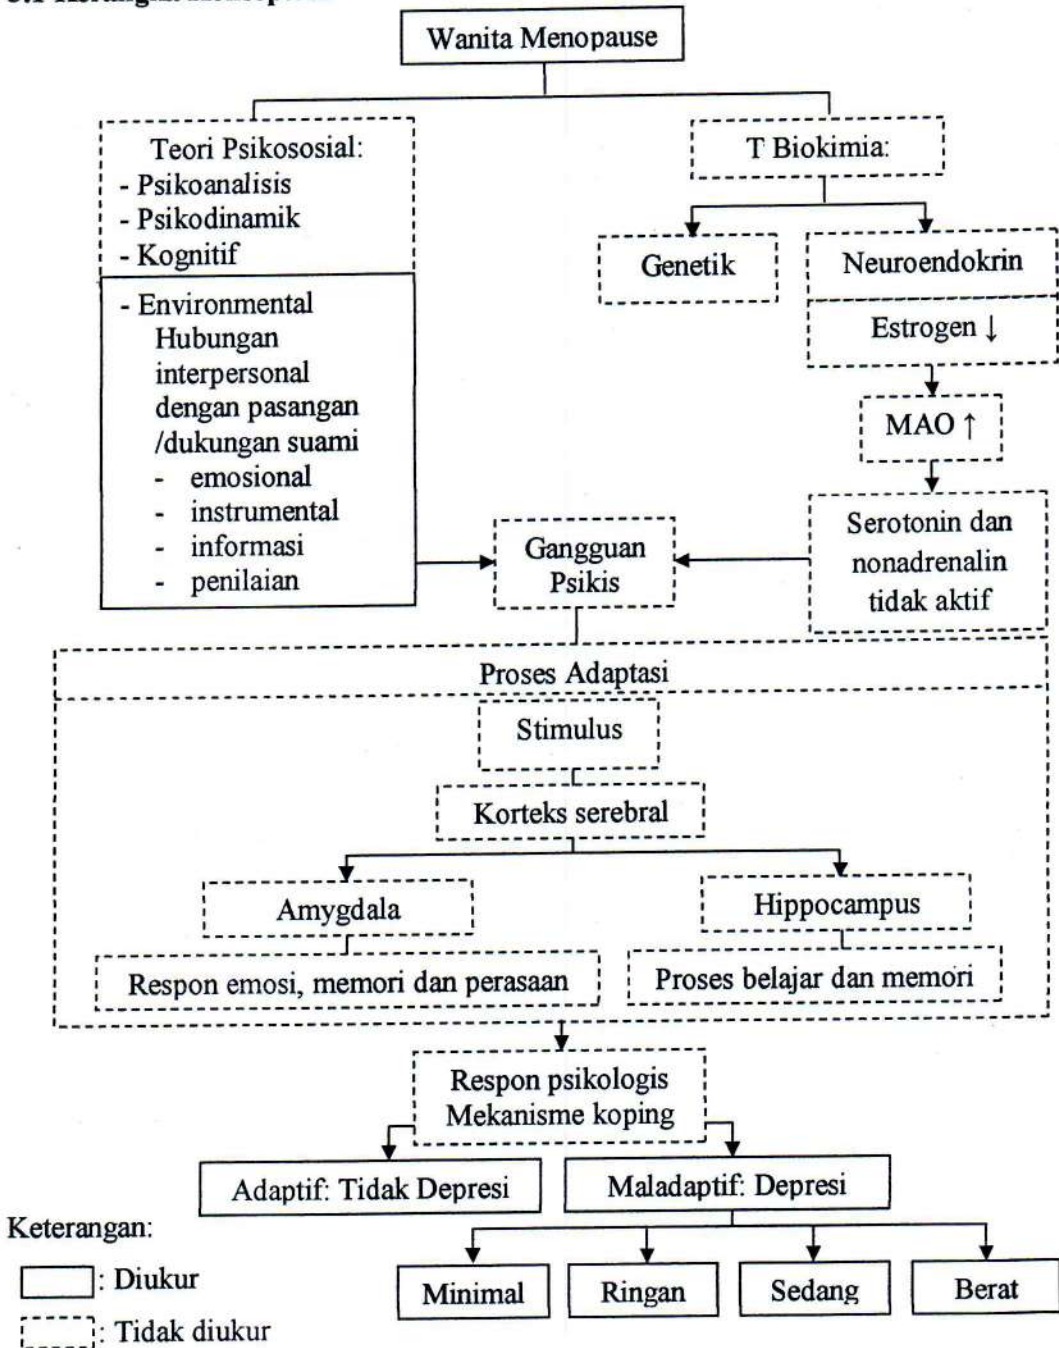 Wanita Menopause
Teori Psikososial:
- Psikoanalisis
- Psikodinamik
- Kognitif
- Environmental
Hubungan
interpersonal
dengan pasangan
/dukungan suami
- emosional
- instrumental
- informasi
- penilaian
T Biokimia:
Genetik
Neuroendokrin
Estrogen ↓
MAO ↑
Serotonin dan
nonadrenalin
tidak aktif
Gangguan
Psikis
Proses Adaptasi
Stimulus
Korteks serebral
Amygdala
Hippocampus
Respon emosi, memori dan perasaan
Proses belajar dan memori
Respon psikologis
Mekanisme koping
Adaptif: Tidak Depresi
Maladaptif: Depresi
Minimal
Ringan
Sedang
Berat
Keterangan:
: Diukur
: Tidak diukur